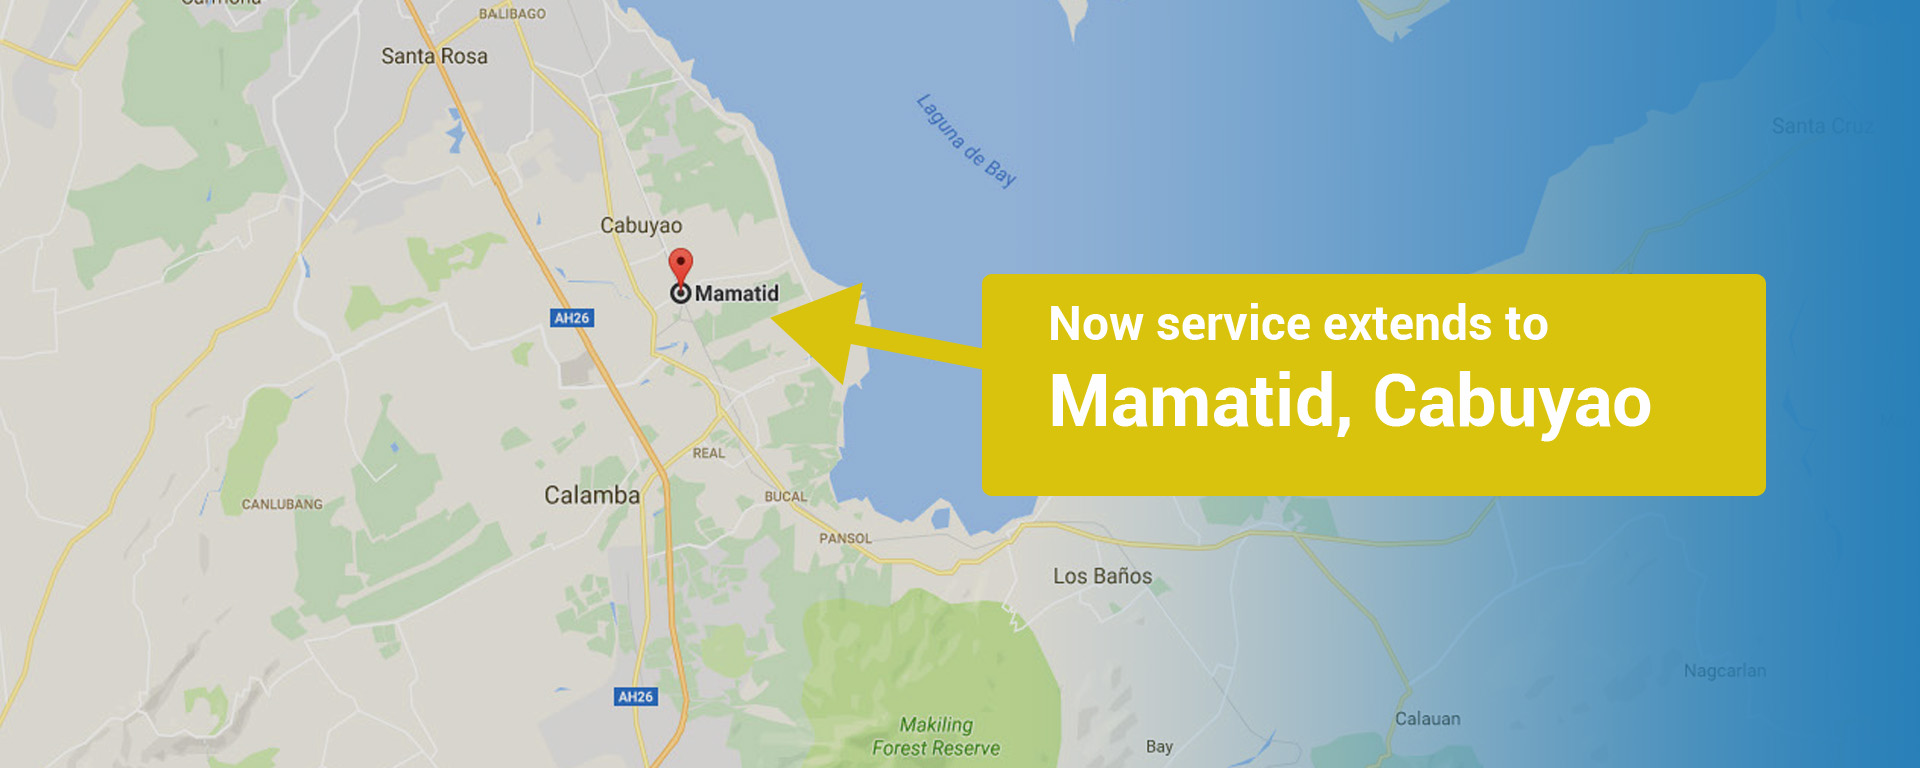 Carmona
BALIBAGO
Santa Rosa
Laguna de Bay
Santa Cruz
Cabuyao
Mamatid
AH26
Now service extends to
Mamatid, Cabuyao
REAL
Calamba
BUCAL
CANLUBANG
PANSOL
Los Baños
Nagcarlan
AH26
Makiling
Forest Reserve
Calauan
Bay